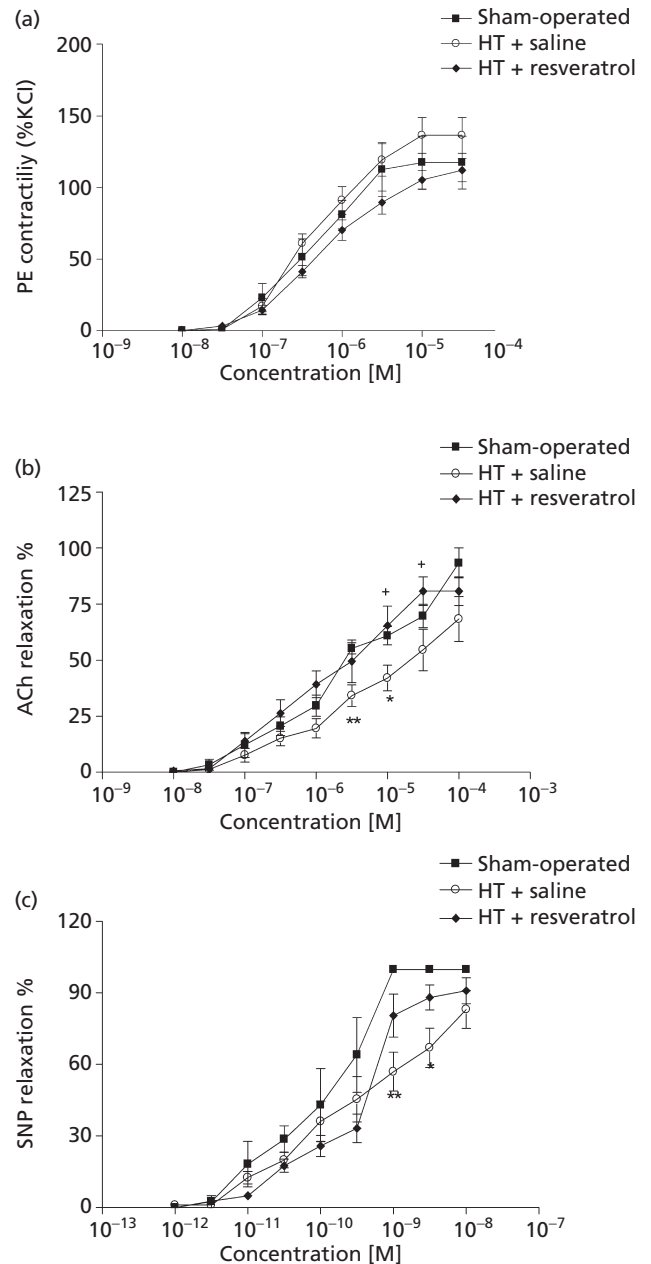 (a)
Sham-operated
HT + saline
HT + resveratrol
200
150
100
50
0
PE contractiliy (%KCl)
10⁻⁹ 10⁻⁸ 10⁻⁷ 10⁻⁶ 10⁻⁵ 10⁻⁴
Concentration [M]
(b)
Sham-operated
HT + saline
HT + resveratrol
125
100
75
50
25
0
ACh relaxation %
+ +
** *
10⁻⁹ 10⁻⁸ 10⁻⁷ 10⁻⁶ 10⁻⁵ 10⁻⁴ 10⁻³
Concentration [M]
(c)
Sham-operated
HT + saline
HT + resveratrol
120
90
60
30
0
SNP relaxation %
** *
10⁻¹³ 10⁻¹² 10⁻¹¹ 10⁻¹⁰ 10⁻⁹ 10⁻⁸ 10⁻⁷
Concentration [M]